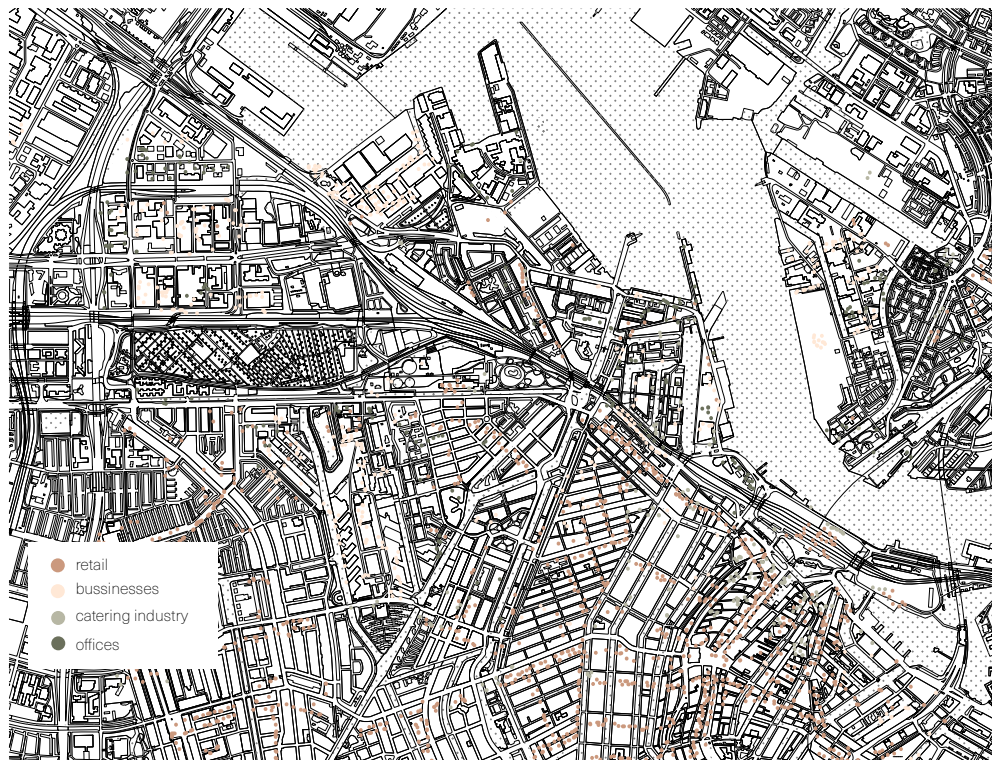 retail
bussinesses
catering industry
offices